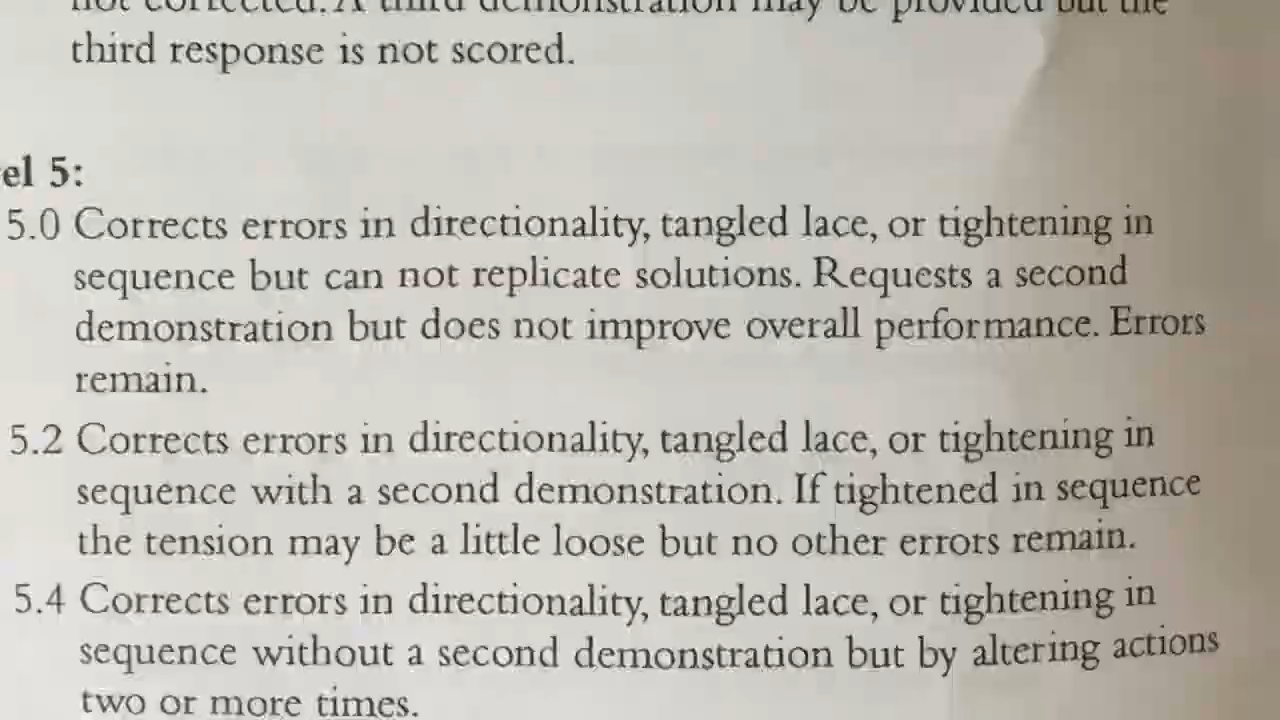 not corrected. A third demonstration may be provided but the
third response is not scored.
el 5:
5.0 Corrects errors in directionality, tangled lace, or tightening in
sequence but can not replicate solutions. Requests a second
demonstration but does not improve overall performance. Errors
remain.
5.2 Corrects errors in directionality, tangled lace, or tightening in
sequence with a second demonstration. If tightened in sequence
the tension may be a little loose but no other errors remain.
5.4 Corrects errors in directionality, tangled lace, or tightening in
sequence without a second demonstration but by altering actions
two or more times.